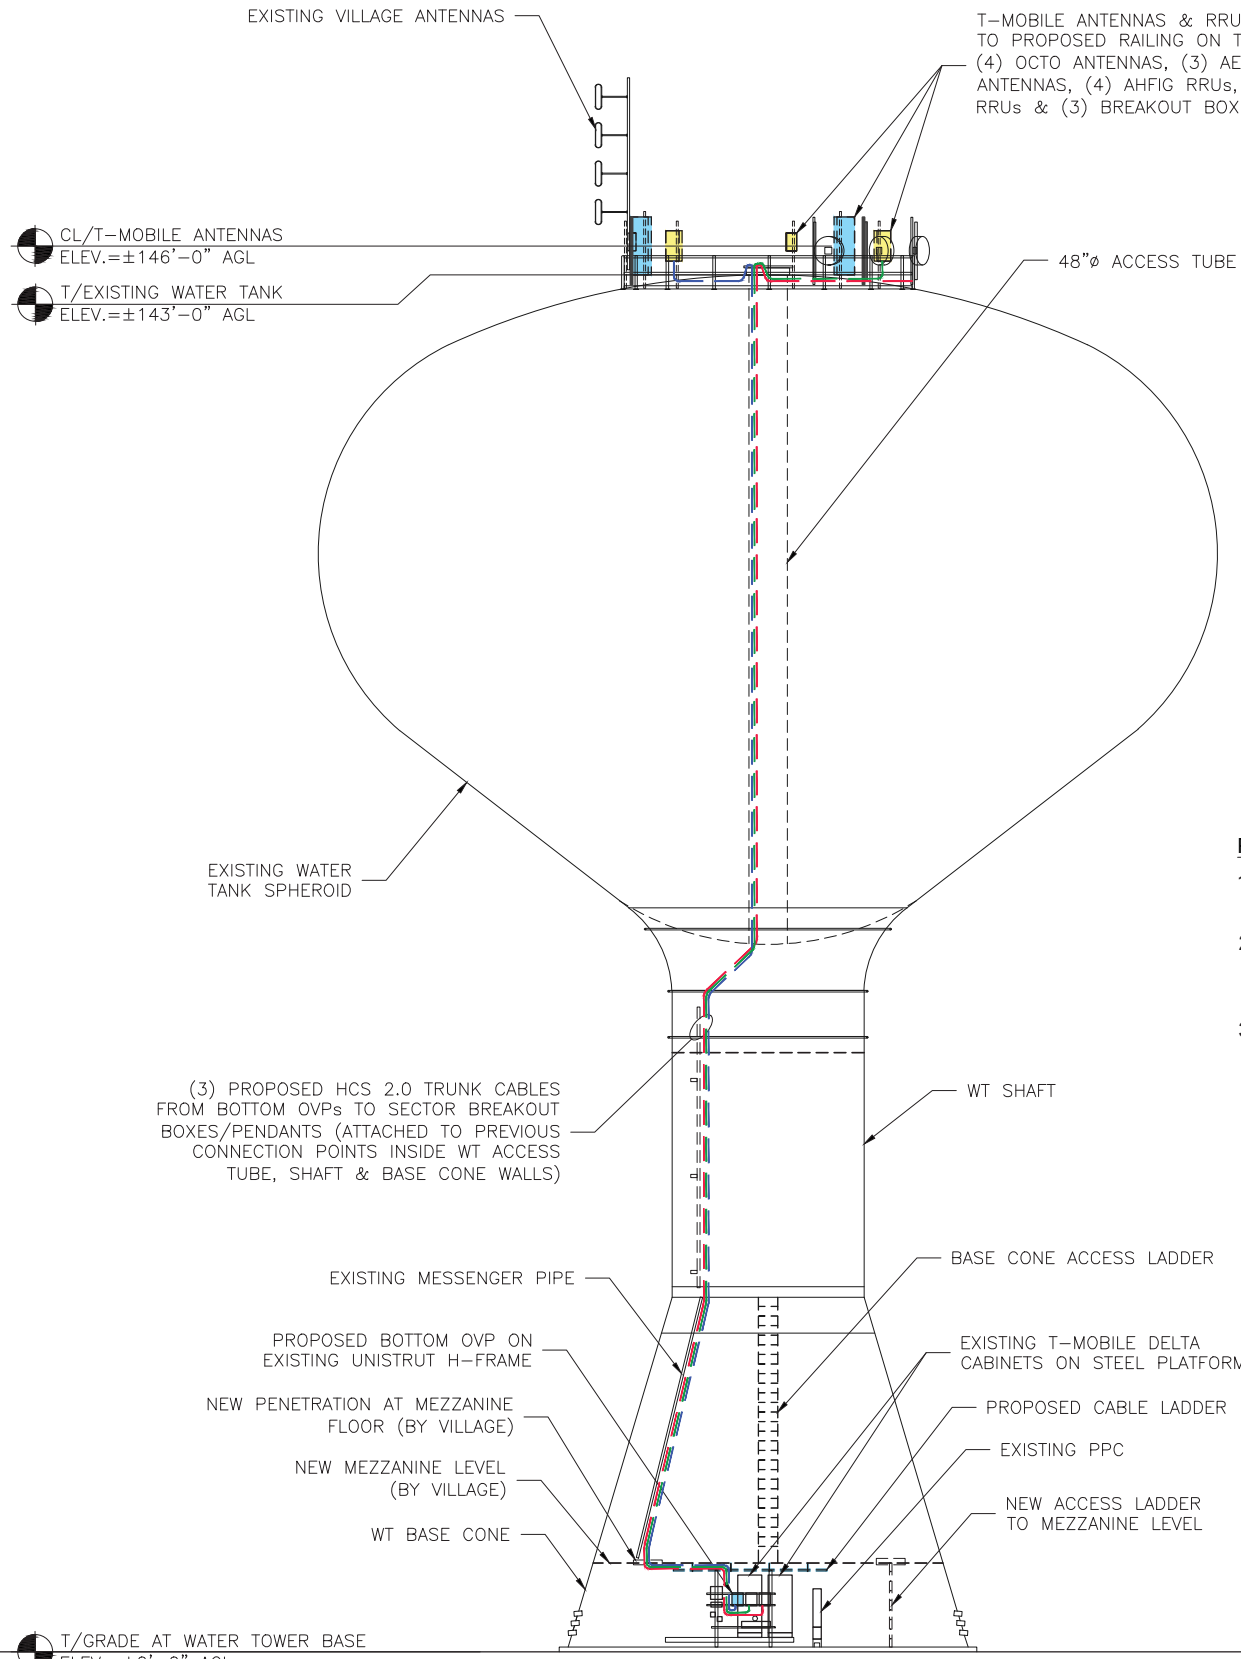 EXISTING VILLAGE ANTENNAS
T-MOBILE ANTENNAS & RRU
TO PROPOSED RAILING ON T
(4) OCTO ANTENNAS, (3) AE
ANTENNAS, (4) AHFIG RRUs,
RRUs & (3) BREAKOUT BOX
CL/T-MOBILE ANTENNAS
ELEV.=±146'-0" AGL
T/EXISTING WATER TANK
ELEV.=±143'-0" AGL
48"ø ACCESS TUBE
EXISTING WATER
TANK SPHEROID
(3) PROPOSED HCS 2.0 TRUNK CABLES
FROM BOTTOM OVPs TO SECTOR BREAKOUT
BOXES/PENDANTS (ATTACHED TO PREVIOUS
CONNECTION POINTS INSIDE WT ACCESS
TUBE, SHAFT & BASE CONE WALLS)
WT SHAFT
BASE CONE ACCESS LADDER
EXISTING MESSENGER PIPE
PROPOSED BOTTOM OVP ON
EXISTING UNISTRUT H-FRAME
EXISTING T-MOBILE DELTA
CABINETS ON STEEL PLATFORM
NEW PENETRATION AT MEZZANINE
FLOOR (BY VILLAGE)
PROPOSED CABLE LADDER
EXISTING PPC
NEW MEZZANINE LEVEL
(BY VILLAGE)
NEW ACCESS LADDER
TO MEZZANINE LEVEL
WT BASE CONE
T/GRADE AT WATER TOWER BASE